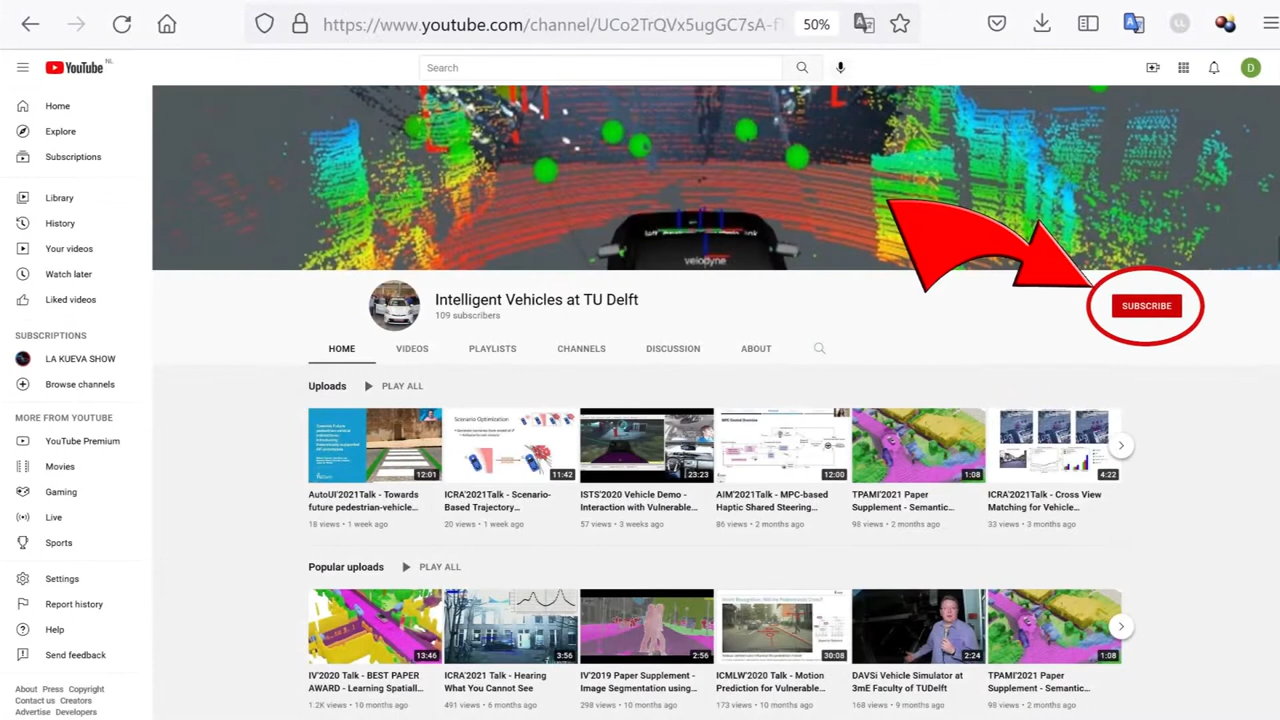 https://www.youtube.com/channel/UCo2TrQVx5ugGC7sA-f
50%
YouTube NL
Search
D
Home
Explore
Subscriptions
Library
History
Your videos
Watch later
Liked videos
SUBSCRIPTIONS
LA KUEVA SHOW
Browse channels
MORE FROM YOUTUBE
YouTube Premium
Movies
Gaming
Live
Sports
Settings
Report history
Help
Send feedback
About Press Copyright
Contact us Creators
Advertise Developers
velodyne
Intelligent Vehicles at TU Delft
109 subscribers
SUBSCRIBE
HOME VIDEOS PLAYLISTS CHANNELS DISCUSSION ABOUT
Uploads PLAY ALL
Scenario Optimization
12:01 11:42 23:23 12:00 1:08 4:22
AutoUI'2021Talk - Towards
future pedestrian-vehicle...
18 views • 1 week ago
ICRA'2021Talk - Scenario-
Based Trajectory...
20 views • 1 week ago
ISTS'2020 Vehicle Demo -
Interaction with Vulnerable...
57 views • 3 weeks ago
AIM'2021Talk - MPC-based
Haptic Shared Steering...
86 views • 2 months ago
TPAMI'2021 Paper
Supplement - Semantic...
98 views • 2 months ago
ICRA'2021Talk - Cross View
Matching for Vehicle...
33 views • 3 months ago
Popular uploads PLAY ALL
13:46 3:56 2:56 30:08 2:24 1:08
IV'2020 Talk - BEST PAPER
AWARD - Learning Spatiall...
1.2K views • 10 months ago
ICRA'2021 Talk - Hearing
What You Cannot See
491 views • 6 months ago
IV'2019 Paper Supplement -
Image Segmentation using...
298 views • 10 months ago
ICMLW'2020 Talk - Motion
Prediction for Vulnerable...
173 views • 10 months ago
DAVSi Vehicle Simulator at
3mE Faculty of TUDelft
168 views • 9 months ago
TPAMI'2021 Paper
Supplement - Semantic...
98 views • 2 months ago